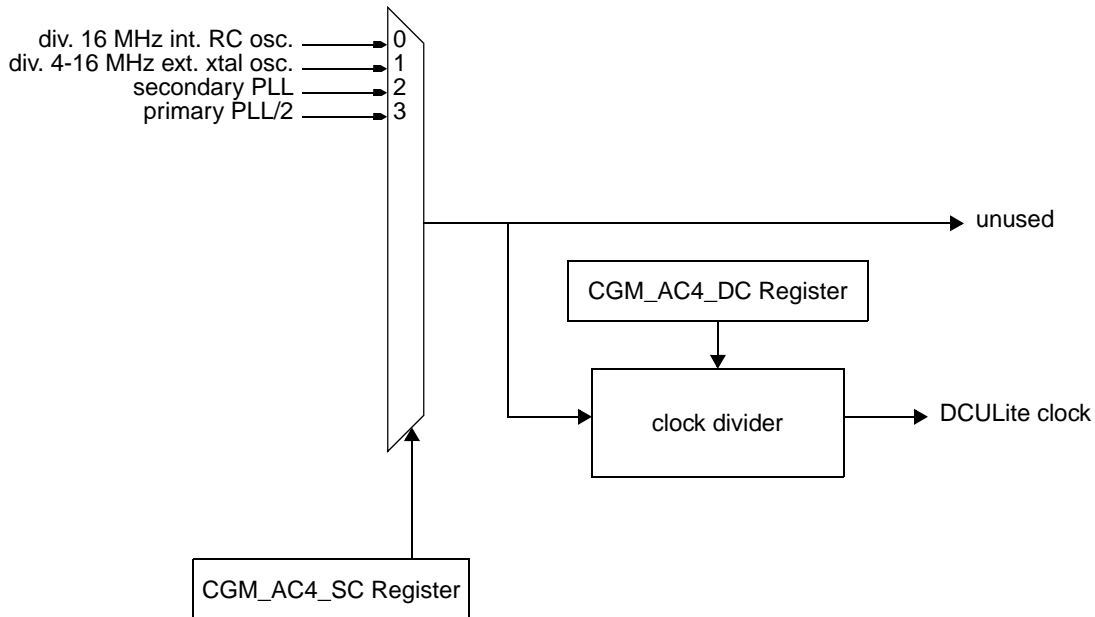 div. 16 MHz int. RC osc. 0
div. 4-16 MHz ext. xtal osc. 1
secondary PLL 2
primary PLL/2 3
unused
CGM_AC4_DC Register
clock divider
DCULite clock
CGM_AC4_SC Register